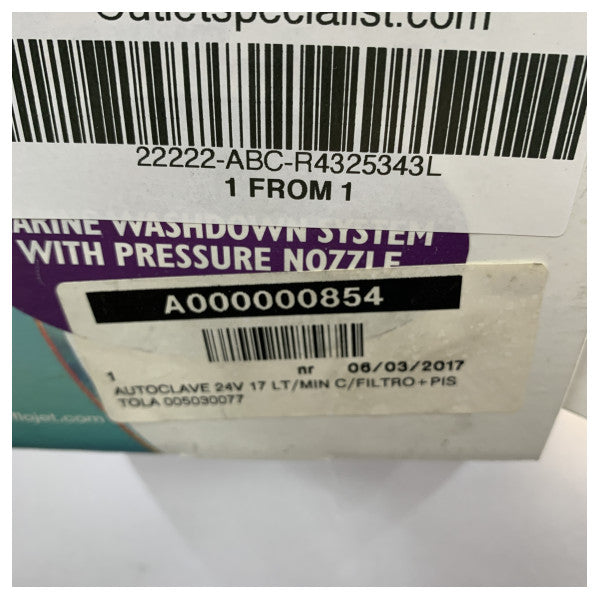 Outletspecialist.com
22222-ABC-R4325343L
1 FROM 1
ARINE WASHDOWN SYSTEM
WITH PRESSURE NOZZLE
A000000854
1 nr 06/03/2017
AUTOCLAVE 24V 17 LT/MIN C/FILTRO+PIS
TOLA 005030077
flojet.com